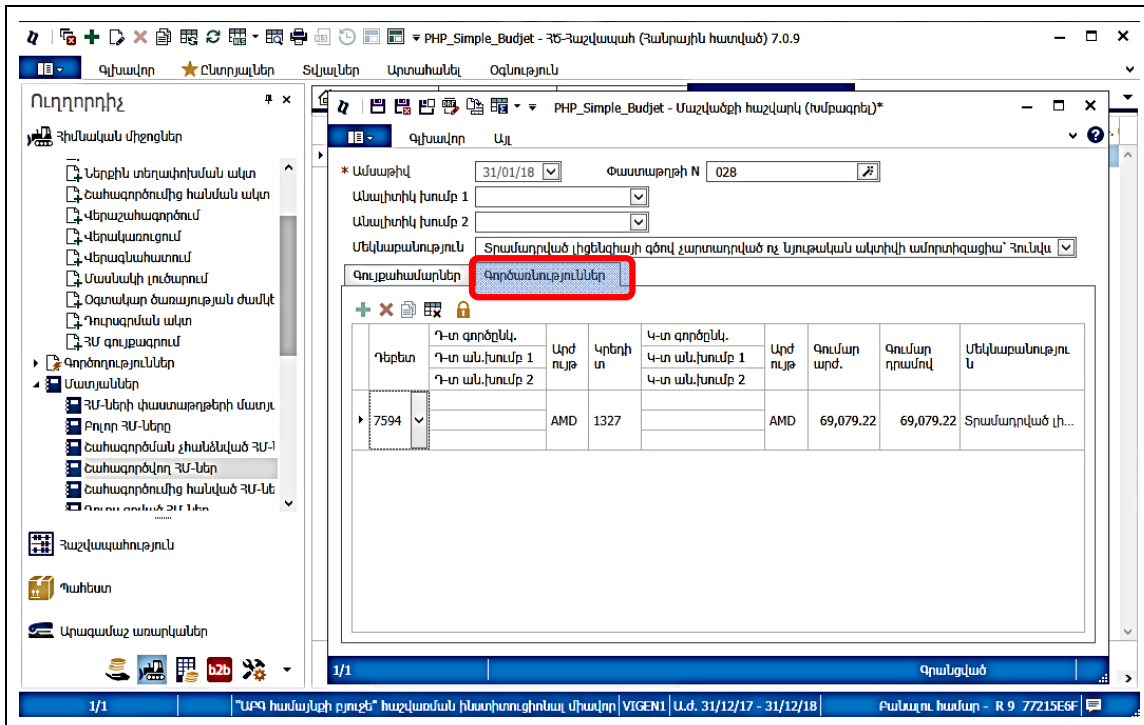 PHP_Simple_Budjet - ՀԾ-Հաշվապահ (Հանրային հատված) 7.0.9
Գլխավոր Ընտրյալներ Տվյալներ Արտահանել Օգնություն
Ուղղորդիչ
Հիմնական միջոցներ
Ներքին տեղափոխման ակտ
Շահագործումից հանման ակտ
Վերաշահագործում
Վերակառուցում
Վերագնահատում
Մասնակի լուծարում
Օգտակար ծառայության ժամկե
Դուրսգրման ակտ
ՀՄ գույքագրում
Գործողություններ
Մատյաններ
ՀՄ-ների փաստաթղթերի մատյ
Բոլոր ՀՄ-ները
Շահագործման չհանձնված ՀՄ-ն
Շահագործվող ՀՄ-ներ
Շահագործումից հանված ՀՄ-նե
Հաշվապահություն
Պահեստ
Արագամաշ առարկաներ
PHP_Simple_Budjet - Մաշվածքի հաշվարկ (Խմբագրել)*
Գլխավոր Այլ
* Ամսաթիվ 31/01/18 Փաստաթղթի N 028
Անալիտիկ խումբ 1
Անալիտիկ խումբ 2
Մեկնաբանություն Տրամադրված լիցենզիայի գծով չարտադրված ոչ նյութական ակտիվի ամորտիզացիա՝ Հունվա
Գույքահամարներ Գործառնություններ
Դեբետ Դ-տ գործընկ. Դ-տ ան.խումբ 1 Դ-տ ան.խումբ 2 Արժույթ Կրեդիտ Կ-տ գործընկ. Կ-տ ան.խումբ 1 Կ-տ ան.խումբ 2 Արժույթ Գումար արժ. Գումար դրամով Մեկնաբանություն
7594 AMD 1327 AMD 69,079.22 69,079.22 Տրամադրված լի...
1/1 Գրանցված
1/1 "ԱԲԳ համայնքի բյուջե" հաշվառման ինստիտուցիոնալ միավոր VIGEN1 Ա.Ժ. 31/12/17 - 31/12/18 Բանալու համար - R 9 77215E6F